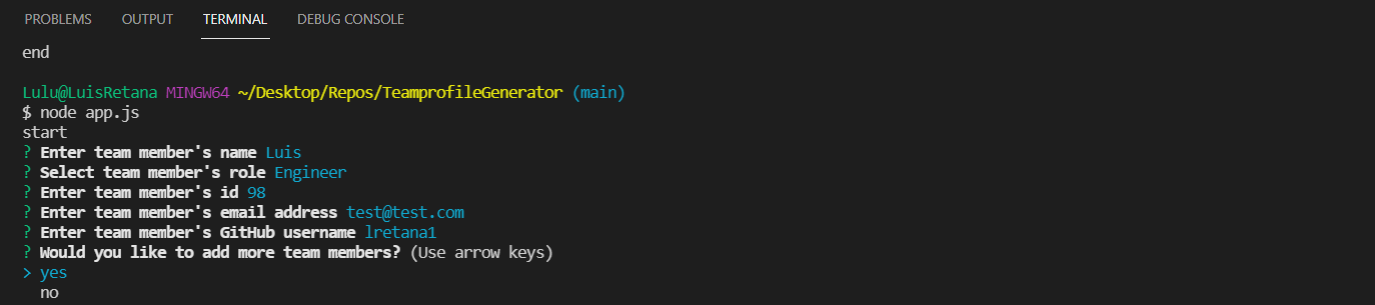 PROBLEMS OUTPUT TERMINAL DEBUG CONSOLE
end
Lulu@LuisRetana MINGW64 ~/Desktop/Repos/TeamprofileGenerator (main)
$ node app.js
start
? Enter team member's name Luis
? Select team member's role Engineer
? Enter team member's id 98
? Enter team member's email address test@test.com
? Enter team member's GitHub username lretana1
? Would you like to add more team members? (Use arrow keys)
> yes
no